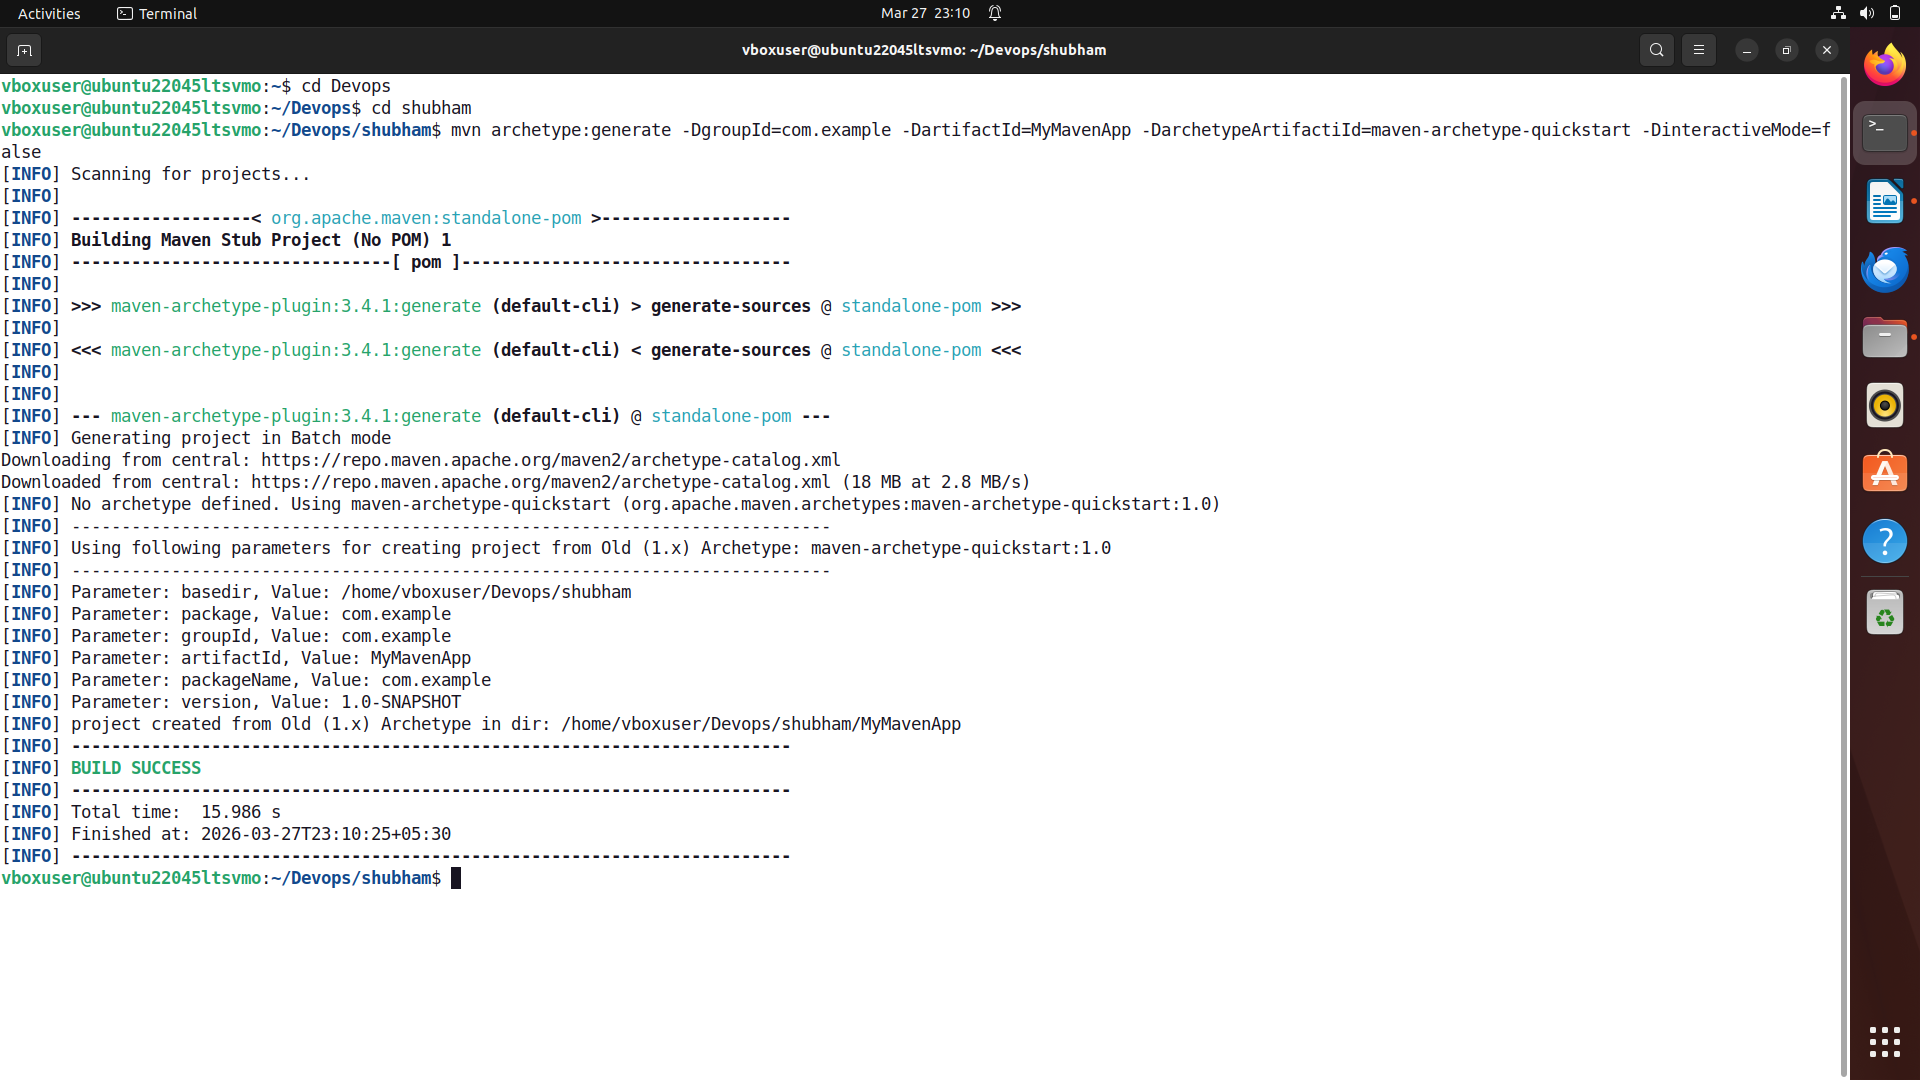 Activities
Terminal
Mar 27 23:10
vboxuser@ubuntu22045ltsvmo: ~/Devops/shubham
vboxuser@ubuntu22045ltsvmo:~$ cd Devops
vboxuser@ubuntu22045ltsvmo:~/Devops$ cd shubham
vboxuser@ubuntu22045ltsvmo:~/Devops/shubham$ mvn archetype:generate -DgroupId=com.example -DartifactId=MyMavenApp -DarchetypeArtifactiId=maven-archetype-quickstart -DinteractiveMode=f
alse
[INFO] Scanning for projects...
[INFO]
[INFO] ------------------< org.apache.maven:standalone-pom >-------------------
[INFO] Building Maven Stub Project (No POM) 1
[INFO] --------------------------------[ pom ]---------------------------------
[INFO]
[INFO] >>> maven-archetype-plugin:3.4.1:generate (default-cli) > generate-sources @ standalone-pom >>>
[INFO]
[INFO] <<< maven-archetype-plugin:3.4.1:generate (default-cli) < generate-sources @ standalone-pom <<<
[INFO]
[INFO]
[INFO] --- maven-archetype-plugin:3.4.1:generate (default-cli) @ standalone-pom ---
[INFO] Generating project in Batch mode
Downloading from central: https://repo.maven.apache.org/maven2/archetype-catalog.xml
Downloaded from central: https://repo.maven.apache.org/maven2/archetype-catalog.xml (18 MB at 2.8 MB/s)
[INFO] No archetype defined. Using maven-archetype-quickstart (org.apache.maven.archetypes:maven-archetype-quickstart:1.0)
[INFO] ----------------------------------------------------------------------------
[INFO] Using following parameters for creating project from Old (1.x) Archetype: maven-archetype-quickstart:1.0
[INFO] ----------------------------------------------------------------------------
[INFO] Parameter: basedir, Value: /home/vboxuser/Devops/shubham
[INFO] Parameter: package, Value: com.example
[INFO] Parameter: groupId, Value: com.example
[INFO] Parameter: artifactId, Value: MyMavenApp
[INFO] Parameter: packageName, Value: com.example
[INFO] Parameter: version, Value: 1.0-SNAPSHOT
[INFO] project created from Old (1.x) Archetype in dir: /home/vboxuser/Devops/shubham/MyMavenApp
[INFO] ------------------------------------------------------------------------
[INFO] BUILD SUCCESS
[INFO] ------------------------------------------------------------------------
[INFO] Total time:  15.986 s
[INFO] Finished at: 2026-03-27T23:10:25+05:30
[INFO] ------------------------------------------------------------------------
vboxuser@ubuntu22045ltsvmo:~/Devops/shubham$